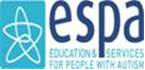 espa
EDUCATION & SERVICES
FOR PEOPLE WITH AUTISM